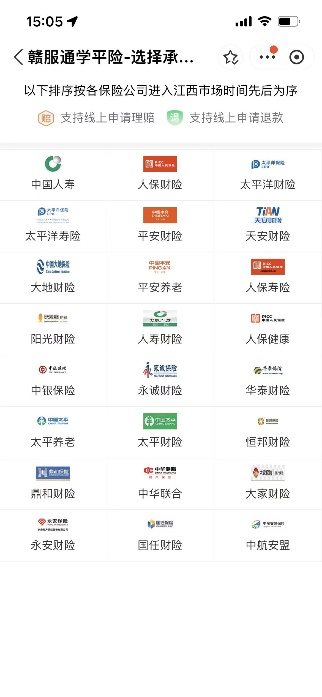 15:05
赣服通学平险-选择承...
以下排序按各保险公司进入江西市场时间先后为序
赔 支持线上申请理赔 退 支持线上申请退款
中国人寿 人保财险 太平洋财险
太平洋寿险 平安财险 天安财险
大地财险 平安养老 人保寿险
阳光财险 人寿财险 人保健康
中银保险 永诚财险 华泰财险
太平养老 太平财险 恒邦财险
鼎和财险 中华联合 大家财险
永安财险 国任财险 中航安盟